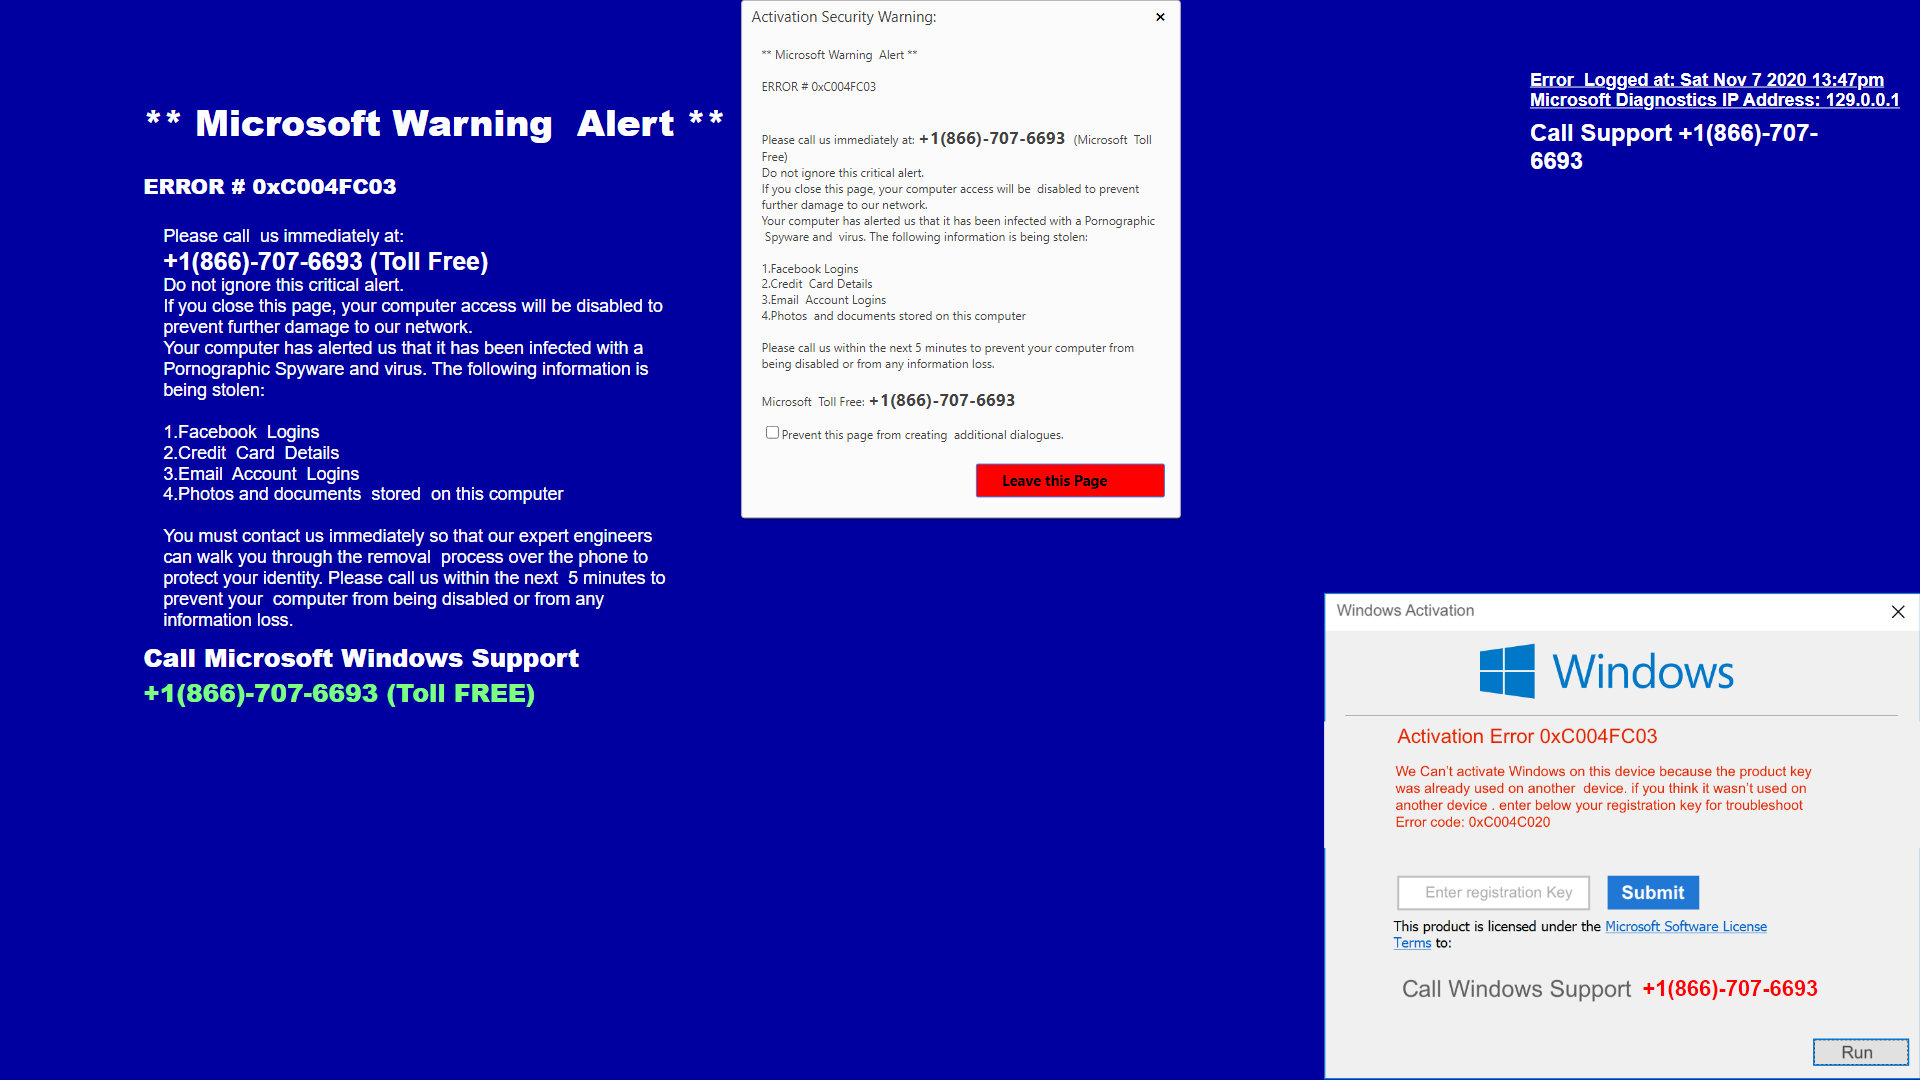 ** Microsoft Warning  Alert **
ERROR # 0xC004FC03
Please call  us immediately at:
+1(866)-707-6693 (Toll Free)
Do not ignore this critical alert.
If you close this page, your computer access will be disabled to
prevent further damage to our network.
Your computer has alerted us that it has been infected with a
Pornographic Spyware and virus. The following information is
being stolen:
1.Facebook  Logins
2.Credit  Card  Details
3.Email  Account  Logins
4.Photos and documents  stored  on this computer
You must contact us immediately so that our expert engineers
can walk you through the removal  process over the phone to
protect your identity. Please call us within the next  5 minutes to
prevent your  computer from being disabled or from any
information loss.
Call Microsoft Windows Support
+1(866)-707-6693 (Toll FREE)
Activation Security Warning:
** Microsoft Warning  Alert **
ERROR # 0xC004FC03
Please call us immediately at: +1(866)-707-6693  (Microsoft  Toll
Free)
Do not ignore this critical alert.
If you close this page, your computer access will be  disabled to prevent
further damage to our network.
Your computer has alerted us that it has been infected with a Pornographic
Spyware and  virus. The following information is being stolen:
1.Facebook Logins
2.Credit  Card Details
3.Email  Account Logins
4.Photos  and documents stored on this computer
Please call us within the next 5 minutes to prevent your computer from
being disabled or from any information loss.
Microsoft  Toll Free: +1(866)-707-6693
Prevent this page from creating  additional dialogues.
Leave this Page
Error  Logged at: Sat Nov 7 2020 13:47pm
Microsoft Diagnostics IP Address: 129.0.0.1
Call Support +1(866)-707-
6693
Windows Activation
Windows
Activation Error 0xC004FC03
We Can't activate Windows on this device because the product key
was already used on another  device. if you think it wasn't used on
another device . enter below your registration key for troubleshoot
Error code: 0xC004C020
Enter registration Key
Submit
This product is licensed under the Microsoft Software License
Terms to:
Call Windows Support +1(866)-707-6693
Run